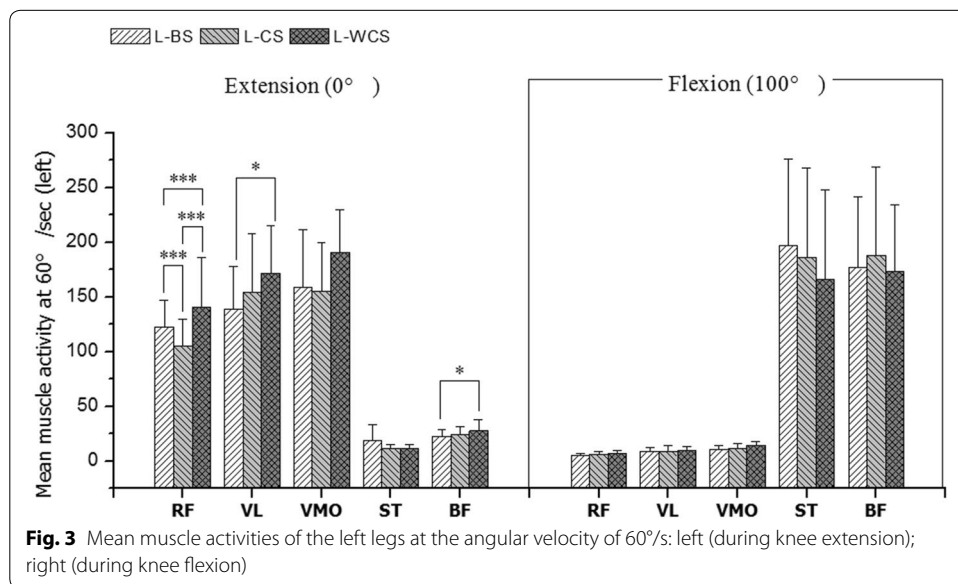 L-BS L-CS L-WCS
Extension (0° ) Flexion (100° )
Mean muscle activity at 60° /sec (left)
300
250
200
150
100
50
0
*** *** *** * *
RF VL VMO ST BF RF VL VMO ST BF
Fig. 3 Mean muscle activities of the left legs at the angular velocity of 60°/s: left (during knee extension);
right (during knee flexion)